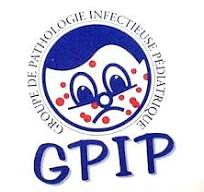 GROUPE DE PATHOLOGIE INFECTIEUSE PÉDIATRIQUE
GPIP